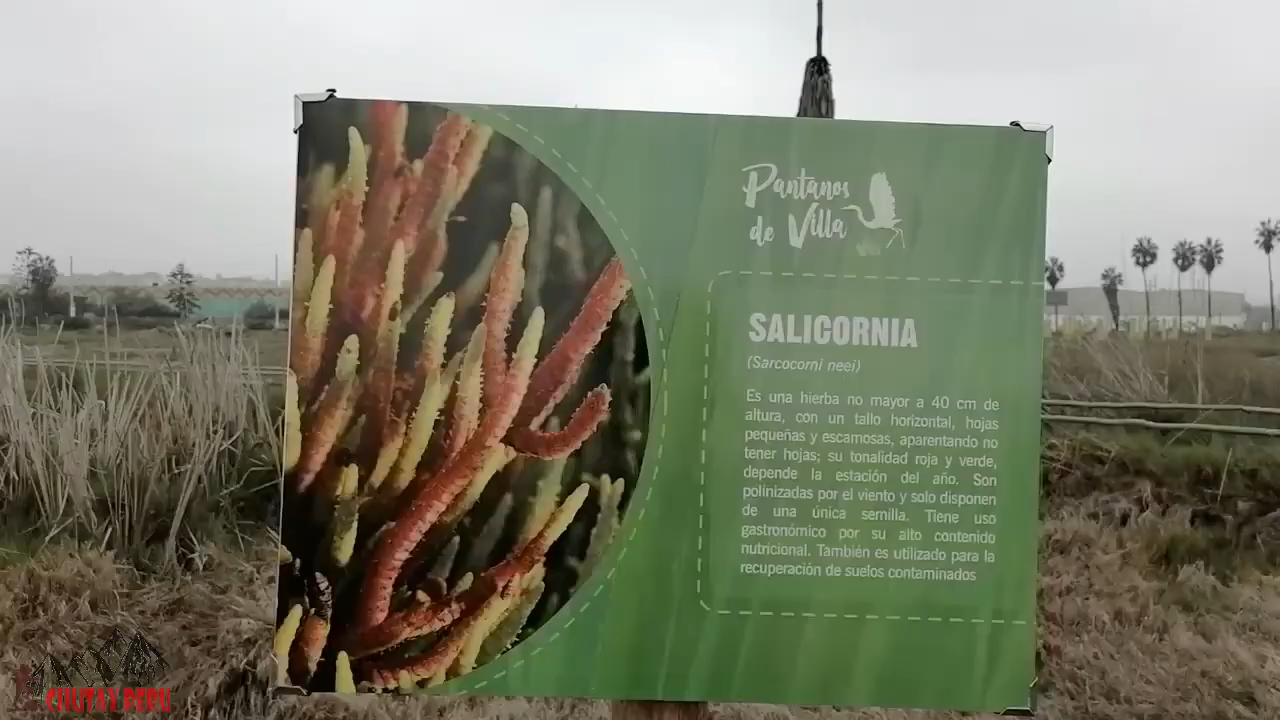 Pantanos
de Villa
SALICORNIA
(Sarcocorni neei)
Es una hierba no mayor a 40 cm de
altura, con un tallo horizontal, hojas
pequeñas y escamosas, aparentando no
tener hojas; su tonalidad roja y verde,
depende la estación del año. Son
polinizadas por el viento y solo disponen
de una única semilla. Tiene uso
gastronómico por su alto contenido
nutricional. También es utilizado para la
recuperación de suelos contaminados
CHUTAY PERU